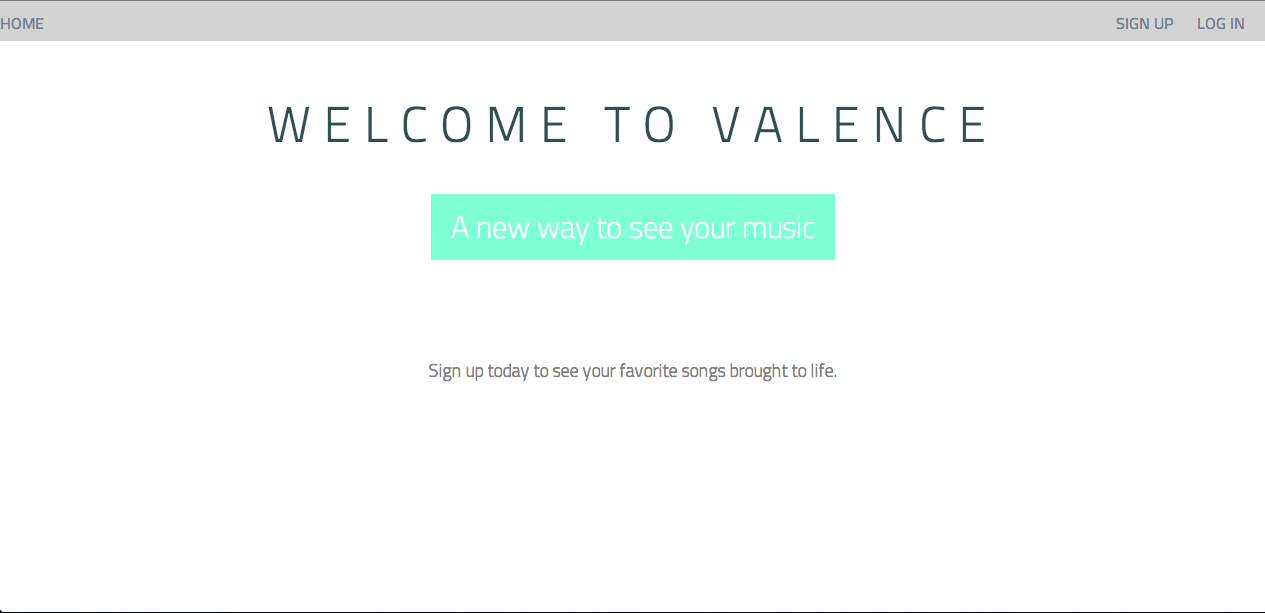 HOME SIGN UP LOG IN
WELCOME TO VALENCE
A new way to see your music
Sign up today to see your favorite songs brought to life.